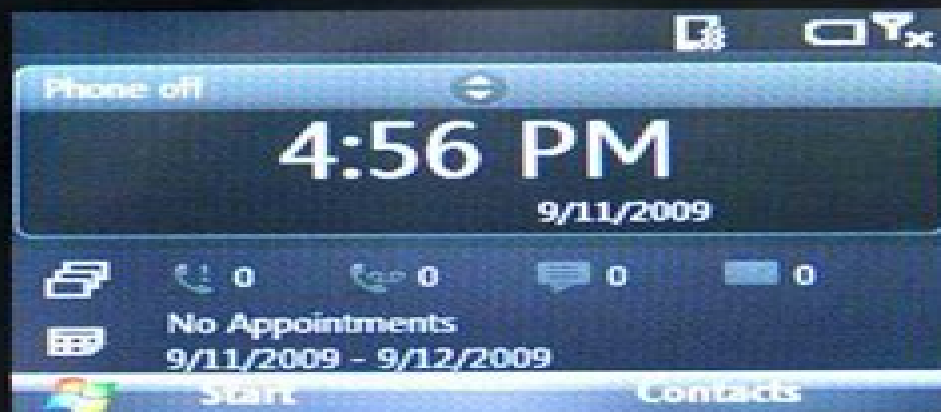 Phone off
4:56 PM
9/11/2009
0 0 0 0
No Appointments
9/11/2009 - 9/12/2009
Start Contacts